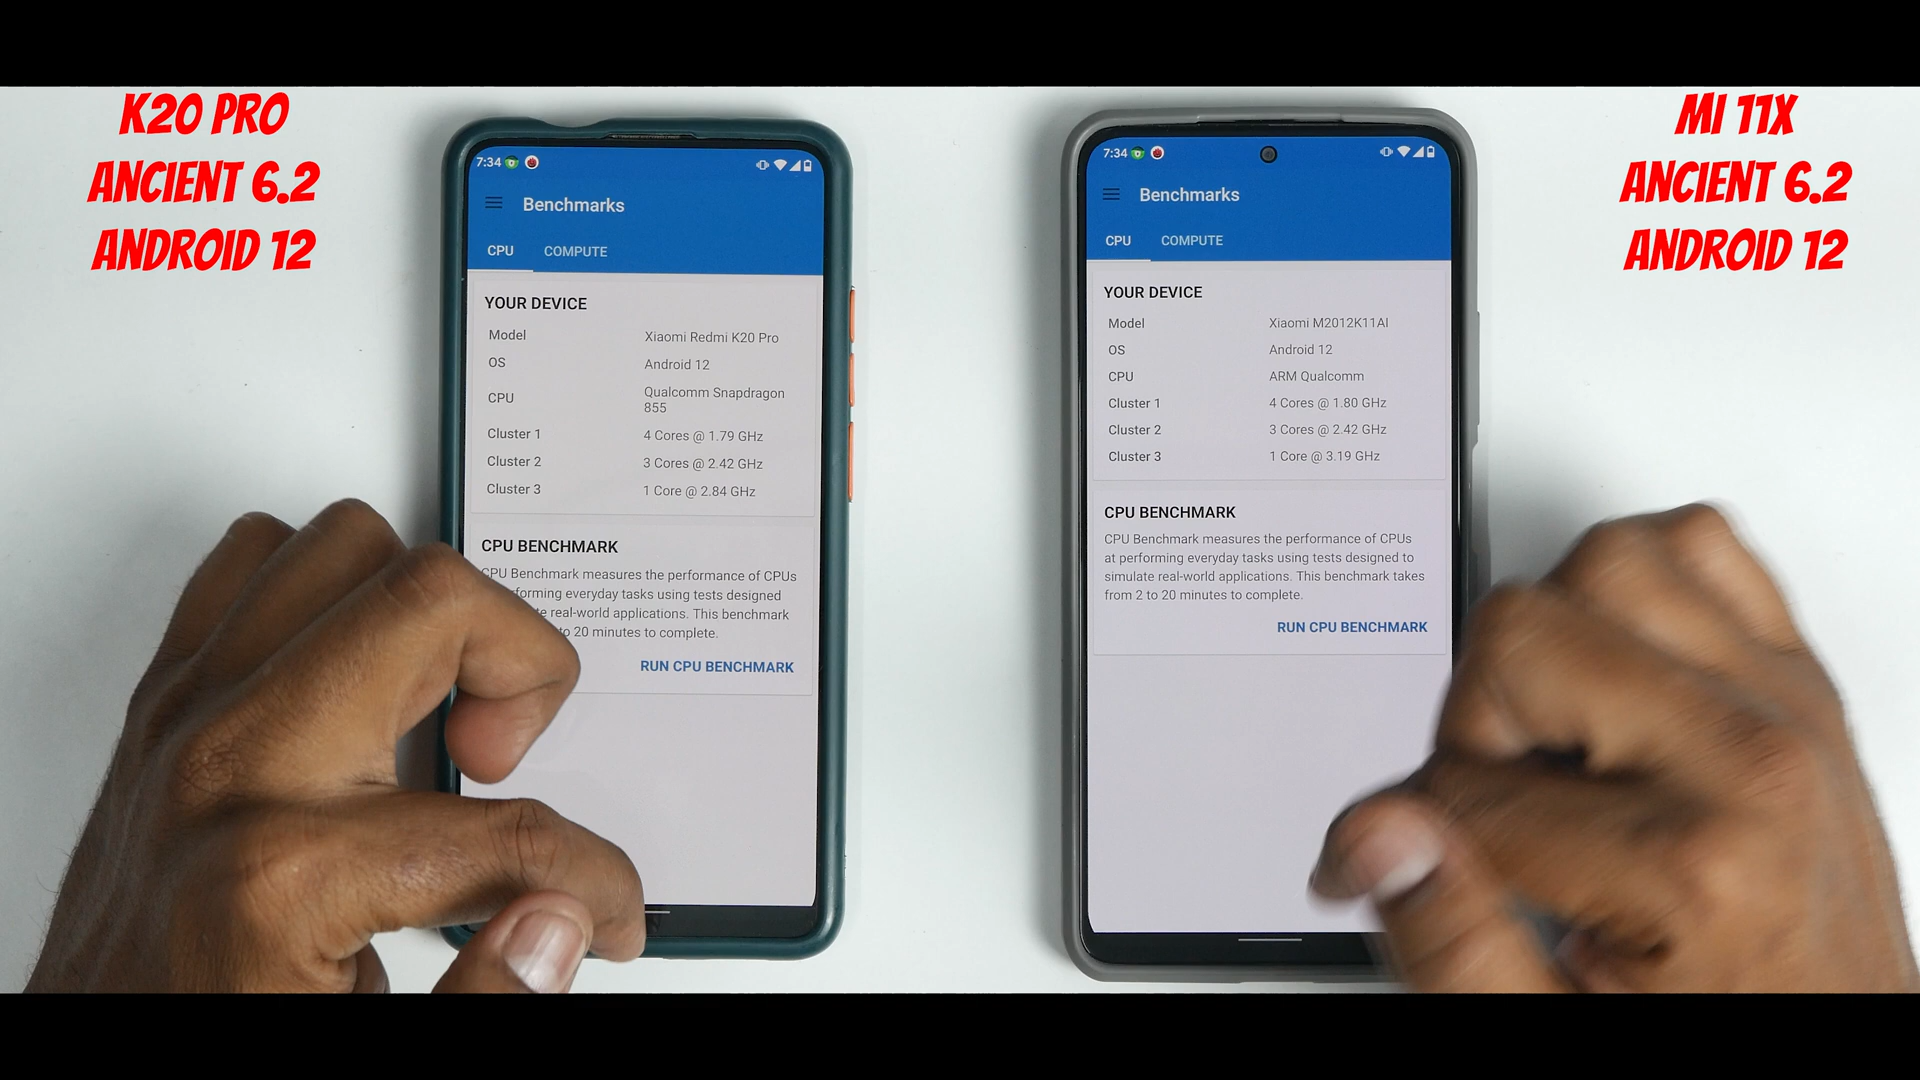 K20 PRO
ANCIENT 6.2
ANDROID 12
7:34
Benchmarks
CPU COMPUTE
YOUR DEVICE
Model Xiaomi Redmi K20 Pro
OS Android 12
CPU Qualcomm Snapdragon
855
Cluster 1 4 Cores @ 1.79 GHz
Cluster 2 3 Cores @ 2.42 GHz
Cluster 3 1 Core @ 2.84 GHz
CPU BENCHMARK
CPU Benchmark measures the performance of CPUs
everyday tasks using tests designed
real-world applications. This benchmark
20 minutes to complete.
RUN CPU BENCHMARK
MI 11X
ANCIENT 6.2
ANDROID 12
7:34
Benchmarks
CPU COMPUTE
YOUR DEVICE
Model Xiaomi M2012K11AI
OS Android 12
CPU ARM Qualcomm
Cluster 1 4 Cores @ 1.80 GHz
Cluster 2 3 Cores @ 2.42 GHz
Cluster 3 1 Core @ 3.19 GHz
CPU BENCHMARK
CPU Benchmark measures the performance of CPUs
at performing everyday tasks using tests designed to
simulate real-world applications. This benchmark takes
from 2 to 20 minutes to complete.
RUN CPU BENCHMARK